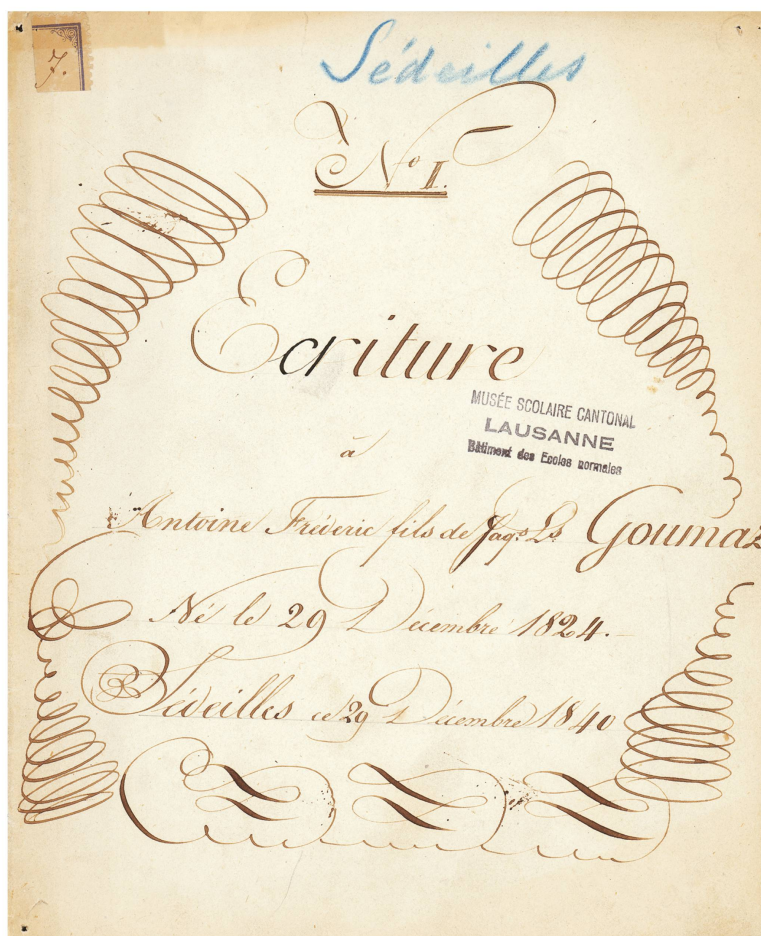 7.
Sédeilles
No I.
Ecriture
MUSÉE SCOLAIRE CANTONAL
LAUSANNE
Bâtiment des Ecoles normales
à
Antoine Fréderic fils de Jaqs Ls Goumaz
Né le 29 Décembre 1824.
Sédeilles ce 29 Décembre 1840